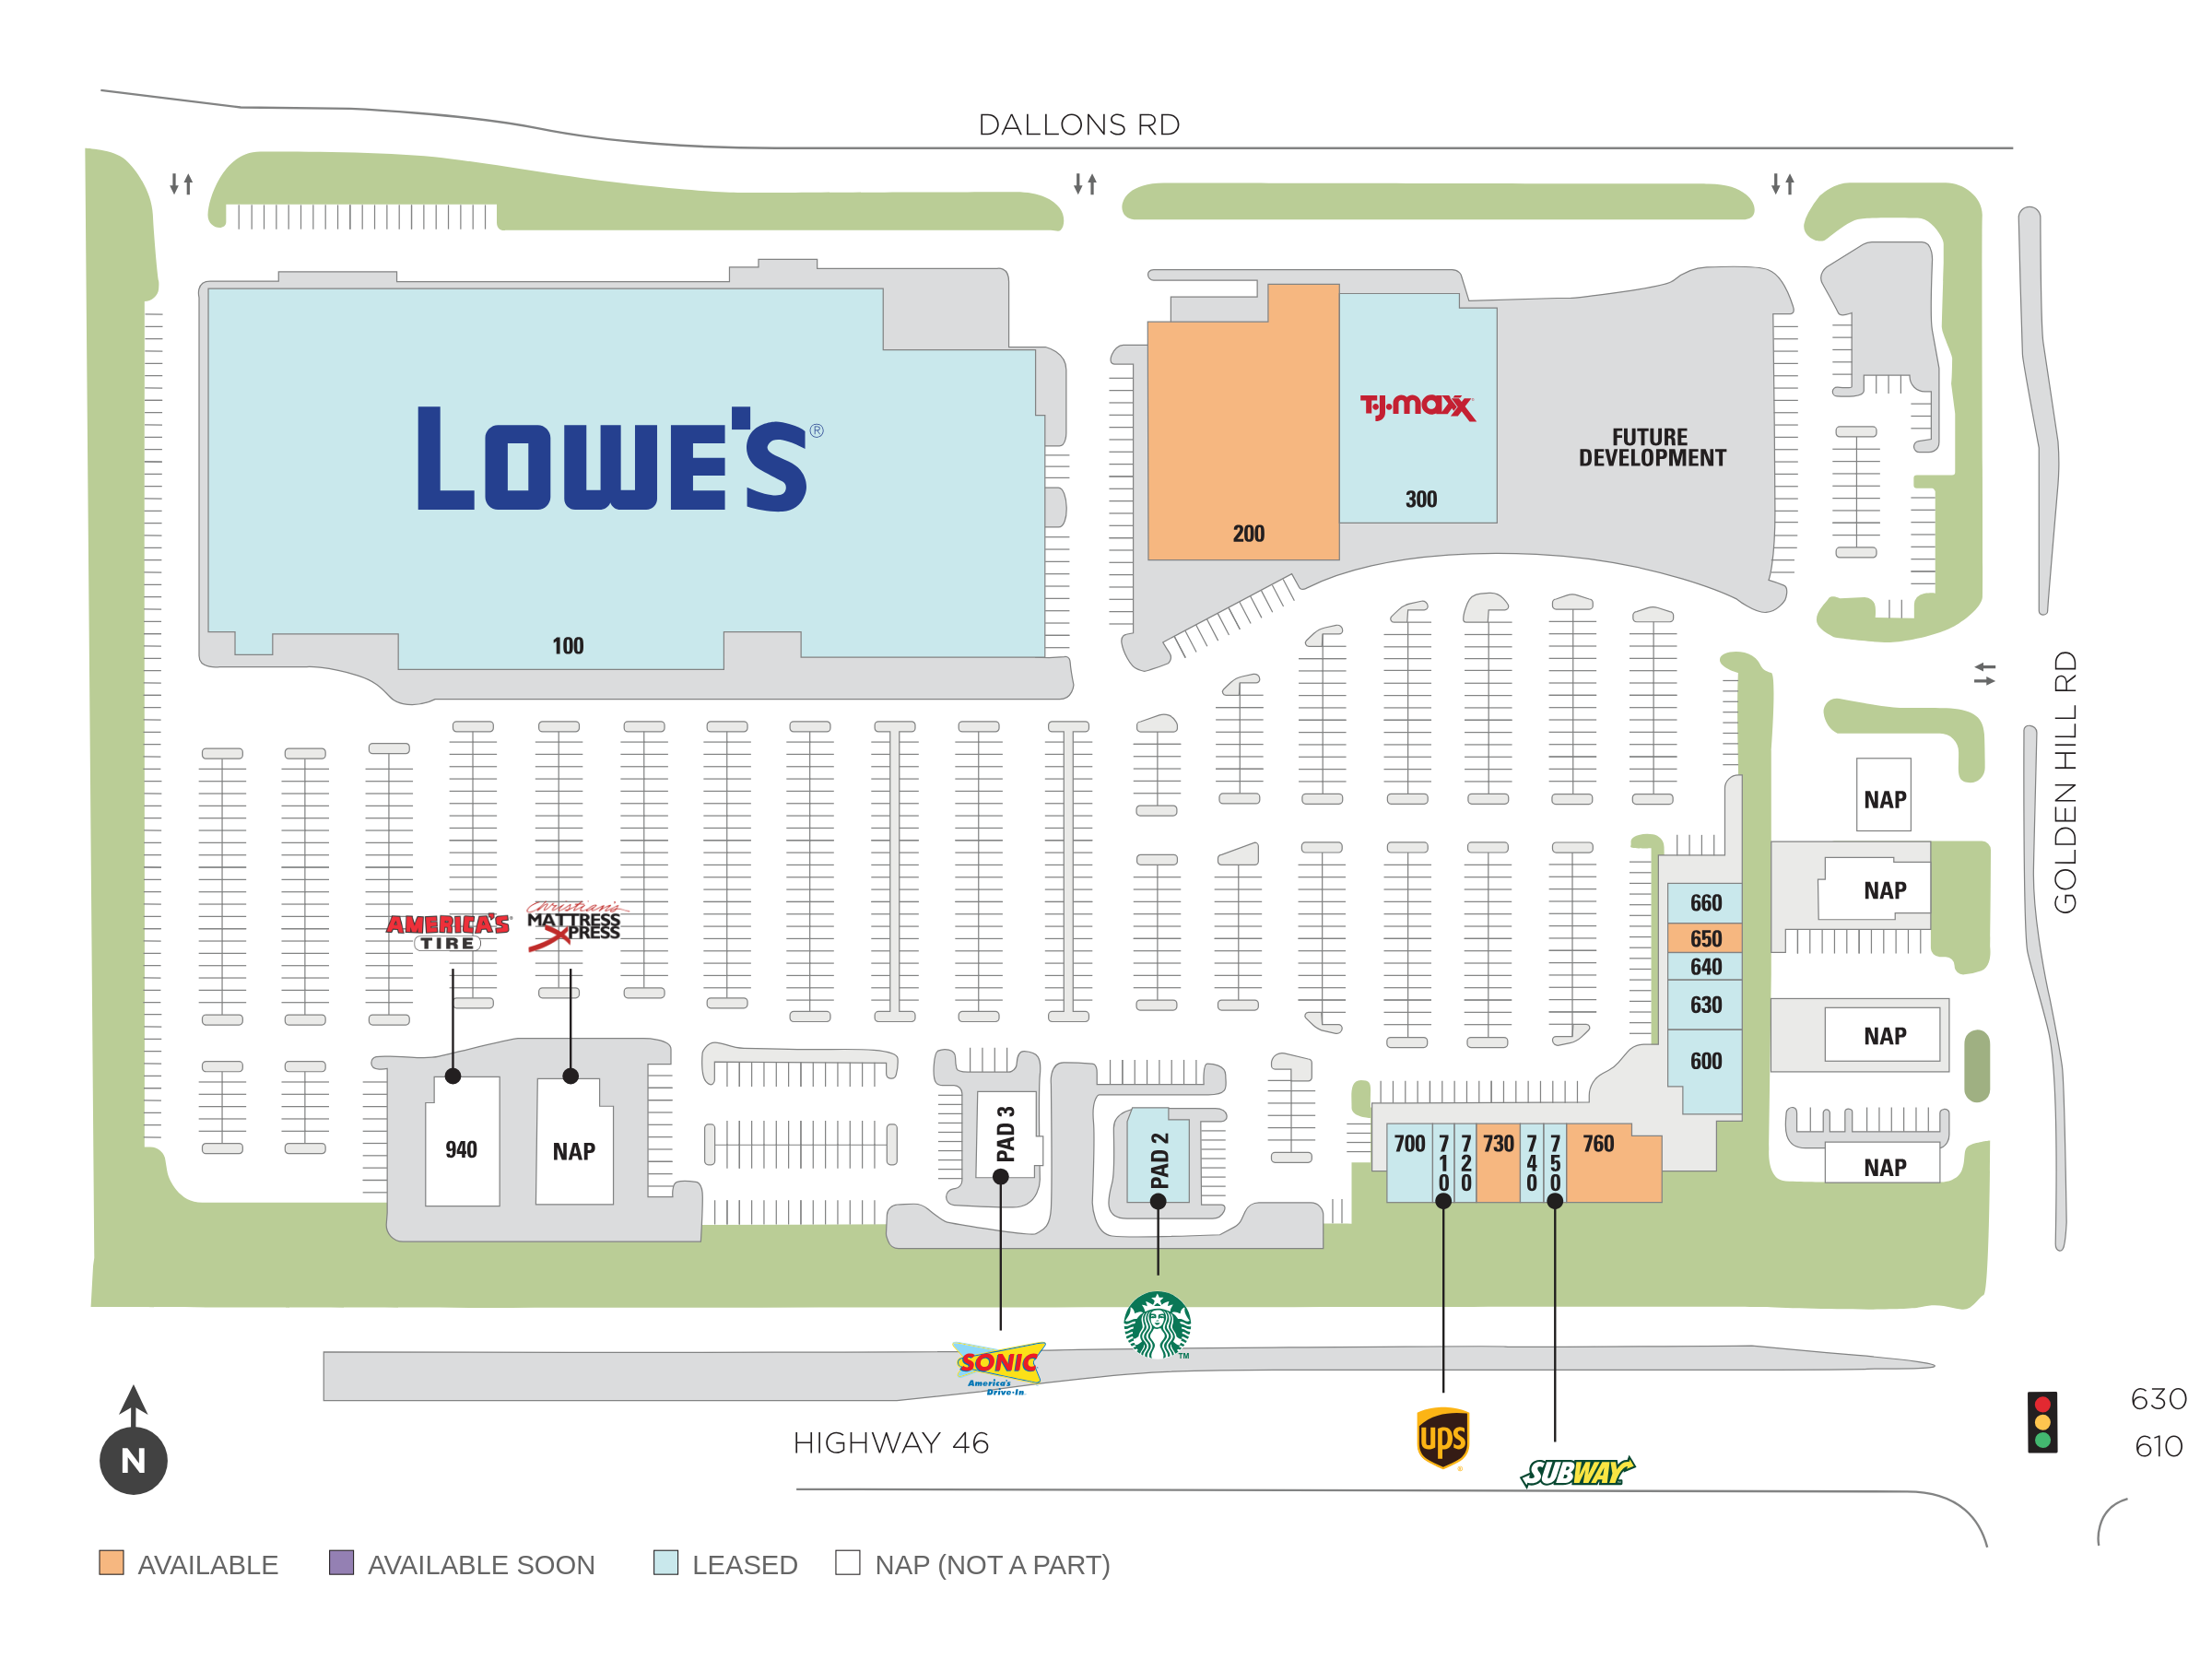 DALLONS RD
LOWE'S®
T·J·maxx
FUTURE
DEVELOPMENT
300
200
100
GOLDEN HILL RD
NAP
NAP
660
650
640
630
600
NAP
NAP
AMERICA'S
TIRE
Christian's
MATTRESS
XPRESS
940
NAP
PAD 3
PAD 2
700
710
720
730
740
750
760
SONIC
America's
Drive-In
TM
HIGHWAY 46
ups
SUBWAY
630
610
N
AVAILABLE
AVAILABLE SOON
LEASED
NAP (NOT A PART)